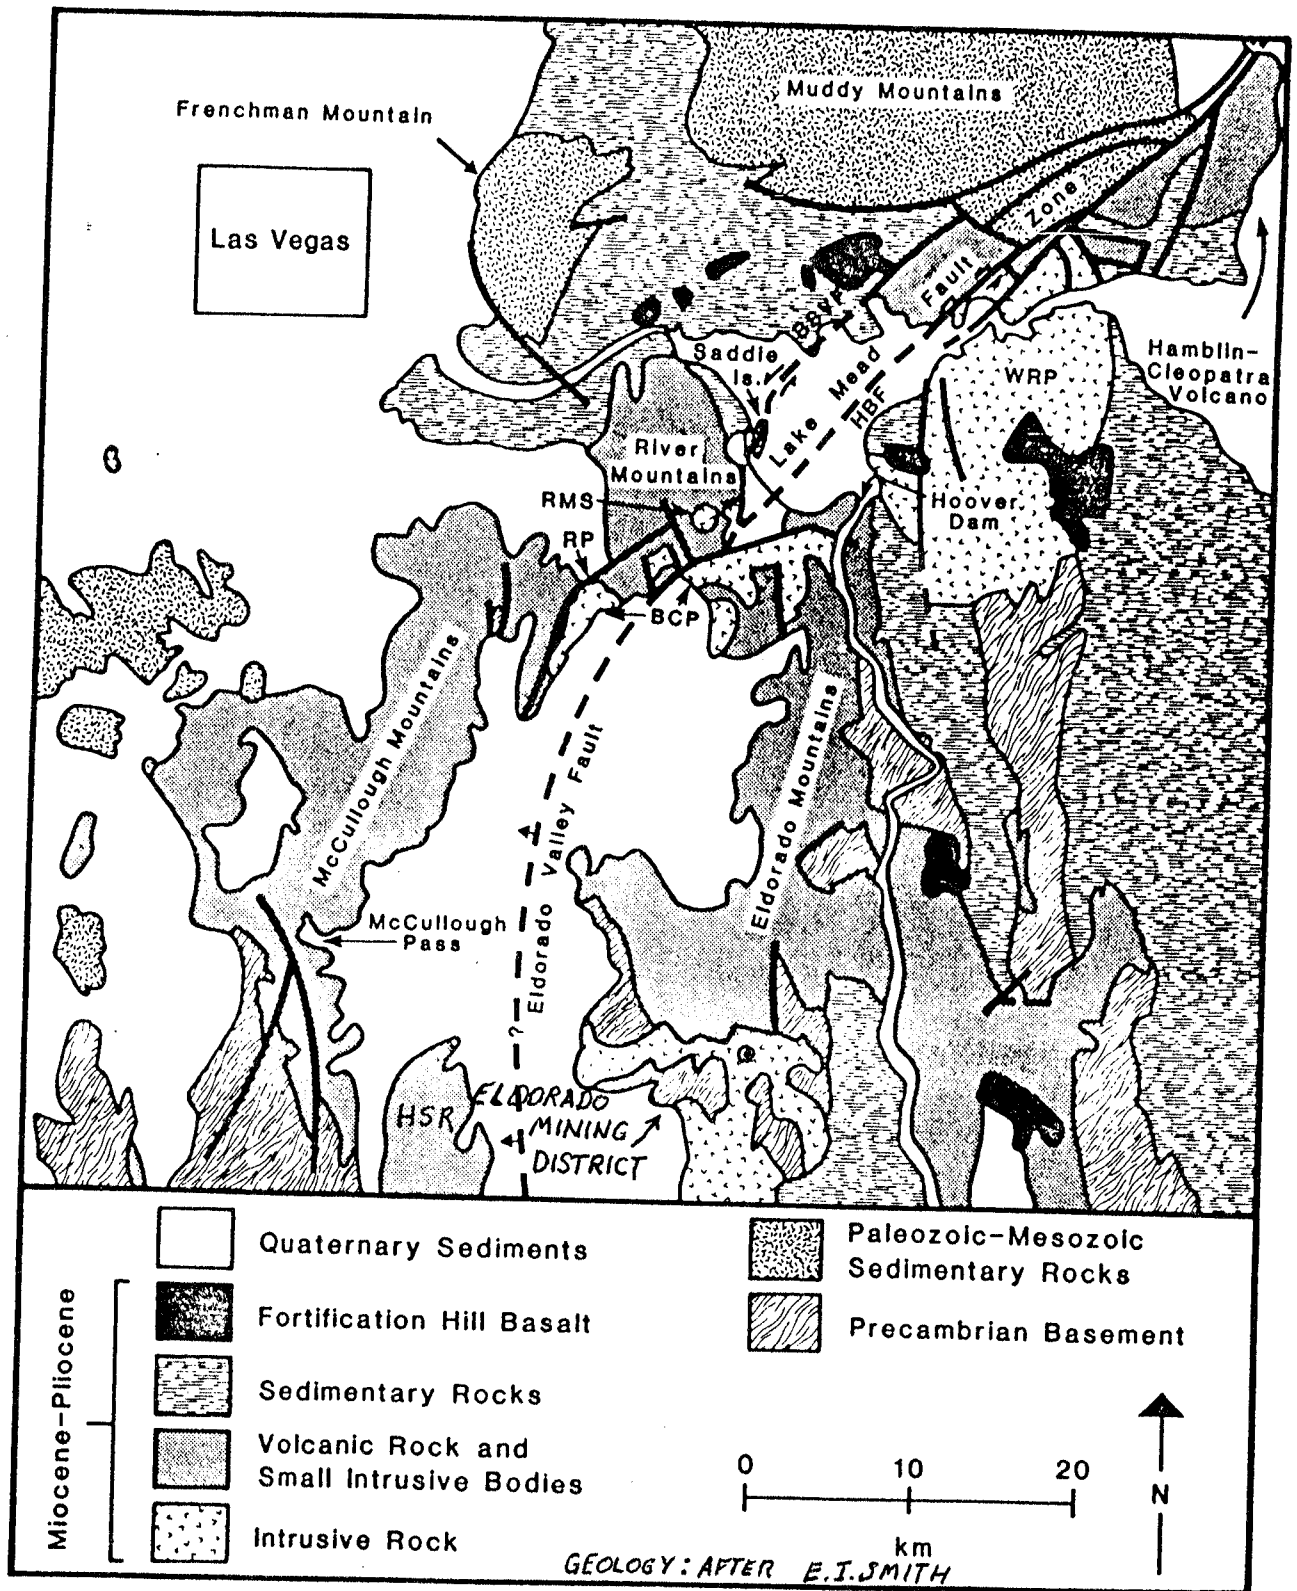 Muddy Mountains
Frenchman Mountain
Las Vegas
Lake Mead Fault Zone
BSVF
Saddle
Is.
HBF
WRP
Hamblin-
Cleopatra
Volcano
River
Mountains
RMS
Hoover
Dam
RP
BCP
McCullough Mountains
Eldorado Mountains
Eldorado Valley Fault
?
McCullough
Pass
HSR
ELDORADO
MINING
DISTRICT
Quaternary Sediments
Miocene-Pliocene
Fortification Hill Basalt
Sedimentary Rocks
Volcanic Rock and
Small Intrusive Bodies
Intrusive Rock
Paleozoic-Mesozoic
Sedimentary Rocks
Precambrian Basement
0 10 20
km
N
GEOLOGY: AFTER E.I. SMITH